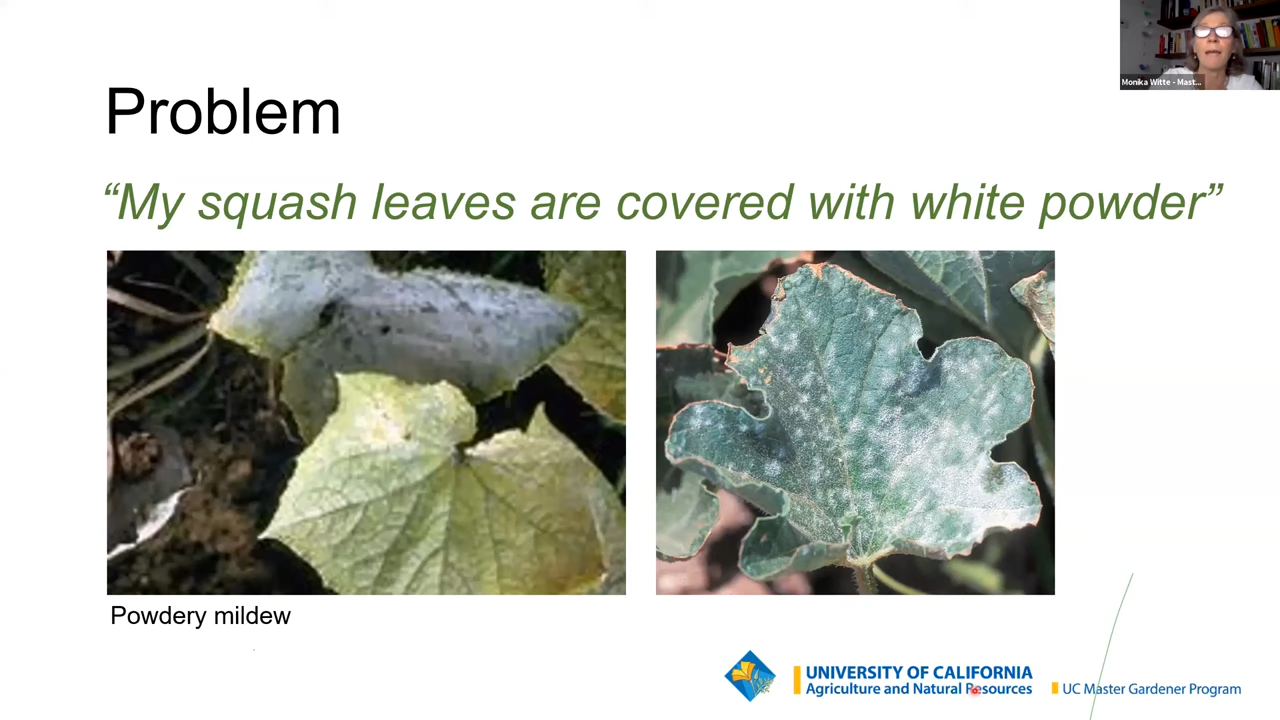 Monika Witte - Mast...
Problem
“My squash leaves are covered with white powder”
Powdery mildew
UNIVERSITY OF CALIFORNIA
Agriculture and Natural Resources
UC Master Gardener Program